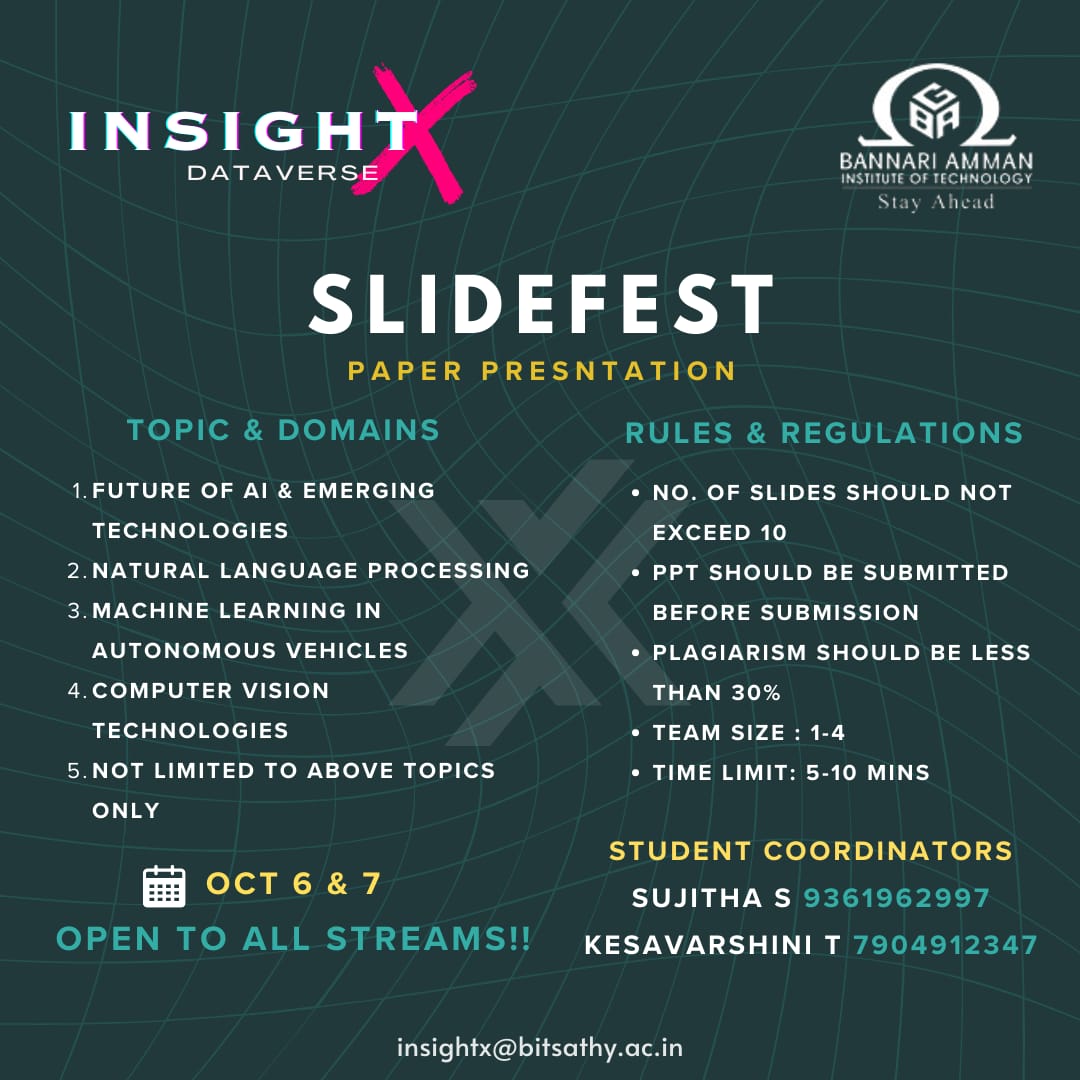 INSIGHTX
DATAVERSE
GBA
BANNARI AMMAN
INSTITUTE OF TECHNOLOGY
Stay Ahead
SLIDEFEST
PAPER PRESNTATION
TOPIC & DOMAINS
1. FUTURE OF AI & EMERGING
TECHNOLOGIES
2. NATURAL LANGUAGE PROCESSING
3. MACHINE LEARNING IN
AUTONOMOUS VEHICLES
4. COMPUTER VISION
TECHNOLOGIES
5. NOT LIMITED TO ABOVE TOPICS
ONLY
OCT 6 & 7
OPEN TO ALL STREAMS!!
RULES & REGULATIONS
• NO. OF SLIDES SHOULD NOT
EXCEED 10
• PPT SHOULD BE SUBMITTED
BEFORE SUBMISSION
• PLAGIARISM SHOULD BE LESS
THAN 30%
• TEAM SIZE : 1-4
• TIME LIMIT: 5-10 MINS
STUDENT COORDINATORS
SUJITHA S 9361962997
KESAVARSHINI T 7904912347
insightx@bitsathy.ac.in